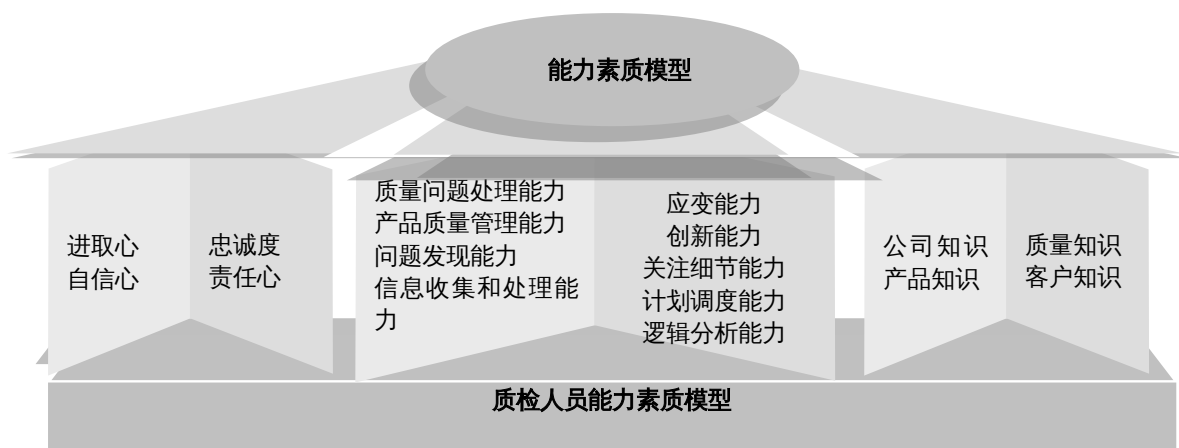 能力素质模型
进取心
自信心
忠诚度
责任心
质量问题处理能力
产品质量管理能力
问题发现能力
信息收集和处理能
力
应变能力
创新能力
关注细节能力
计划调度能力
逻辑分析能力
公司知识
产品知识
质量知识
客户知识
质检人员能力素质模型